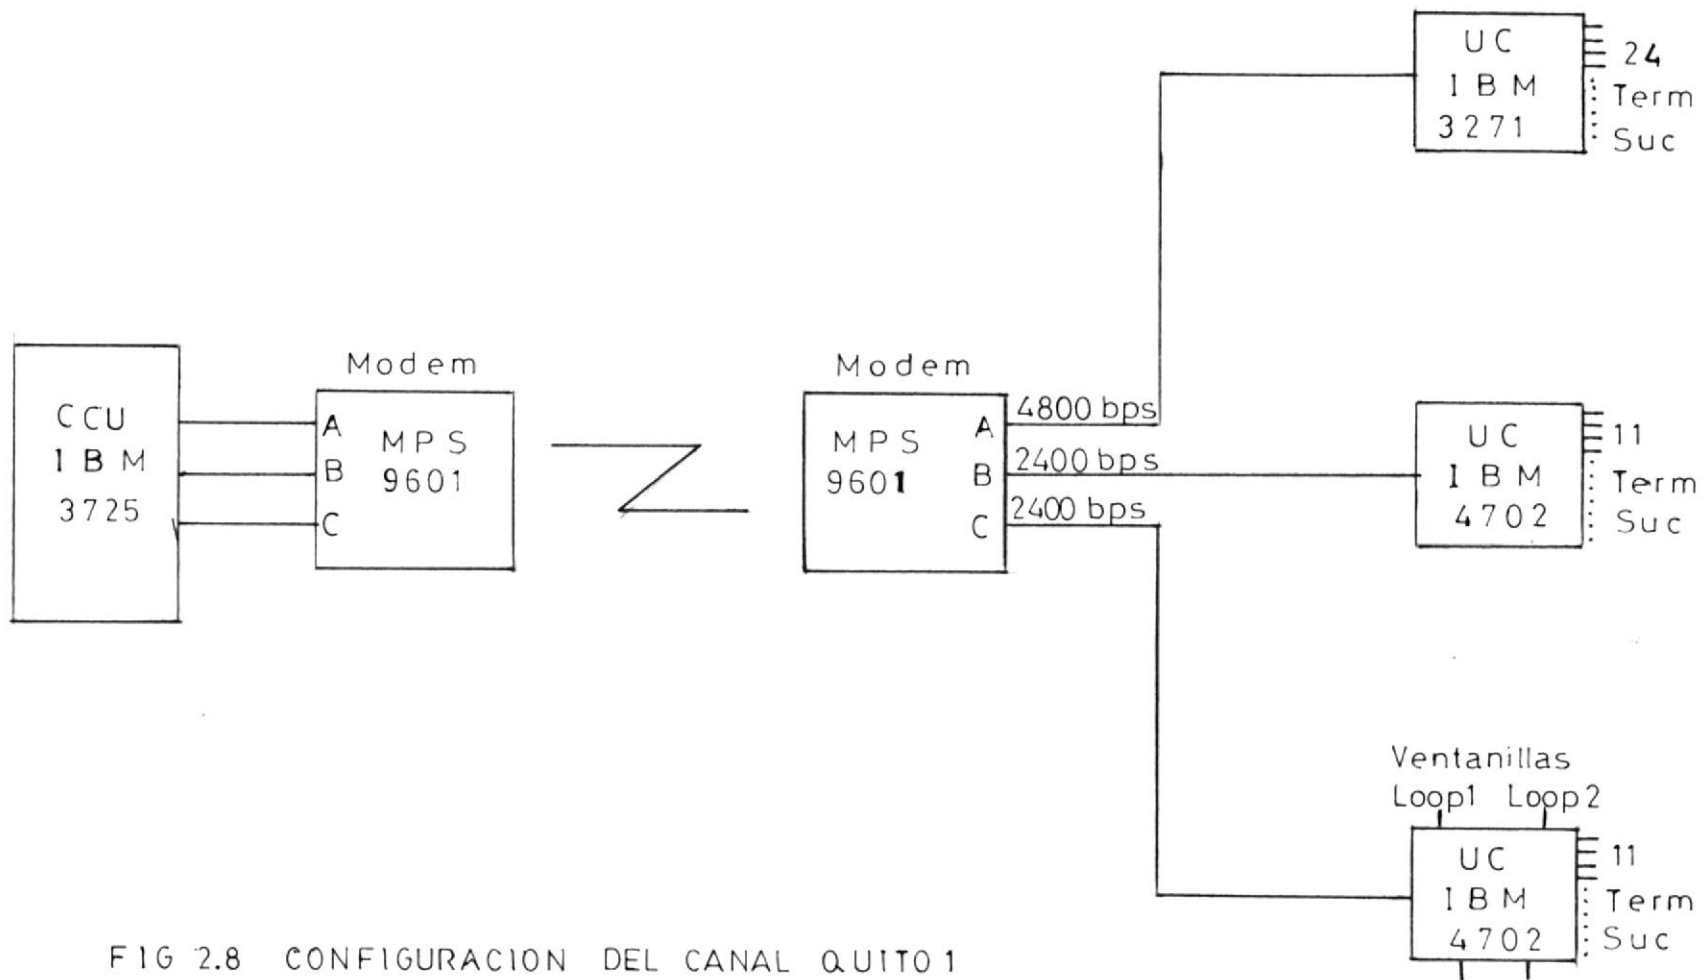 UC
IBM
3271
24
Term
Suc
Modem
Modem
CCU
IBM
3725
A
B
C
MPS
9601
MPS
9601
A
B
C
4800 bps
2400 bps
2400 bps
UC
IBM
4702
11
Term
Suc
Ventanillas
Loop1 Loop2
UC
IBM
4702
11
Term
Suc
FIG 2.8 CONFIGURACION DEL CANAL QUITO 1